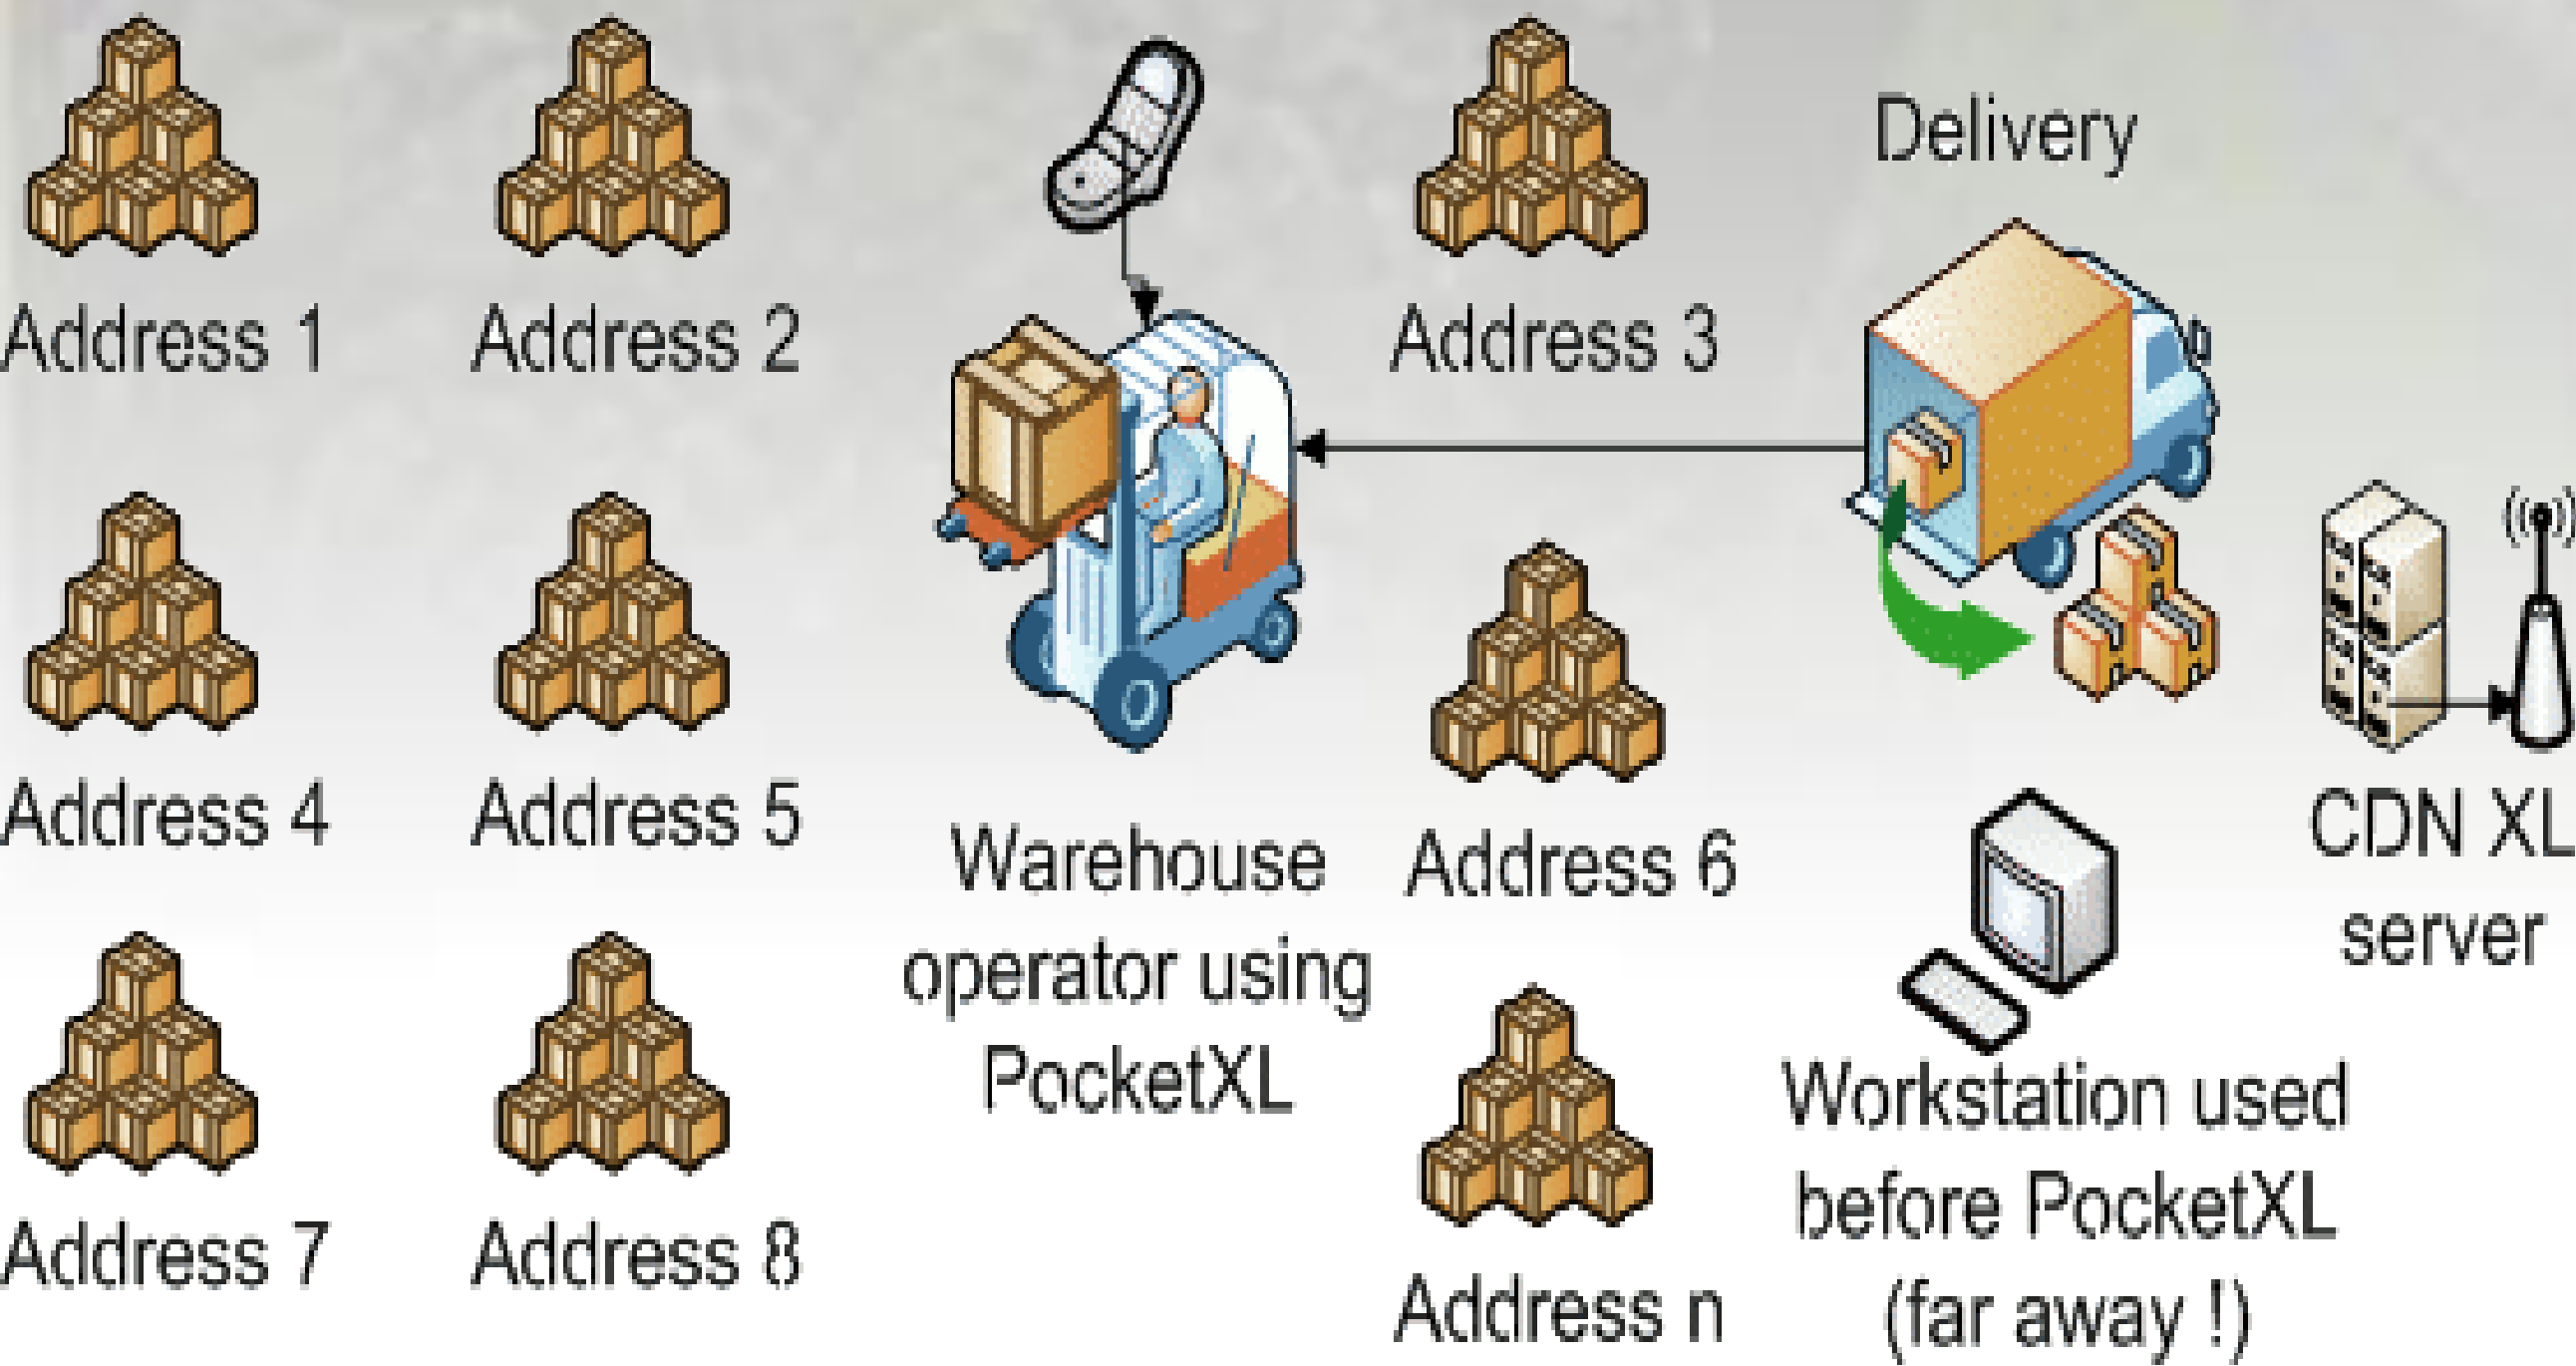 Delivery
Address 1
Address 2
Address 3
Address 4
Address 5
Warehouse
operator using
PocketXL
Address 6
CDN XL
server
Address 7
Address 8
Address n
Workstation used
before PocketXL
(far away !)